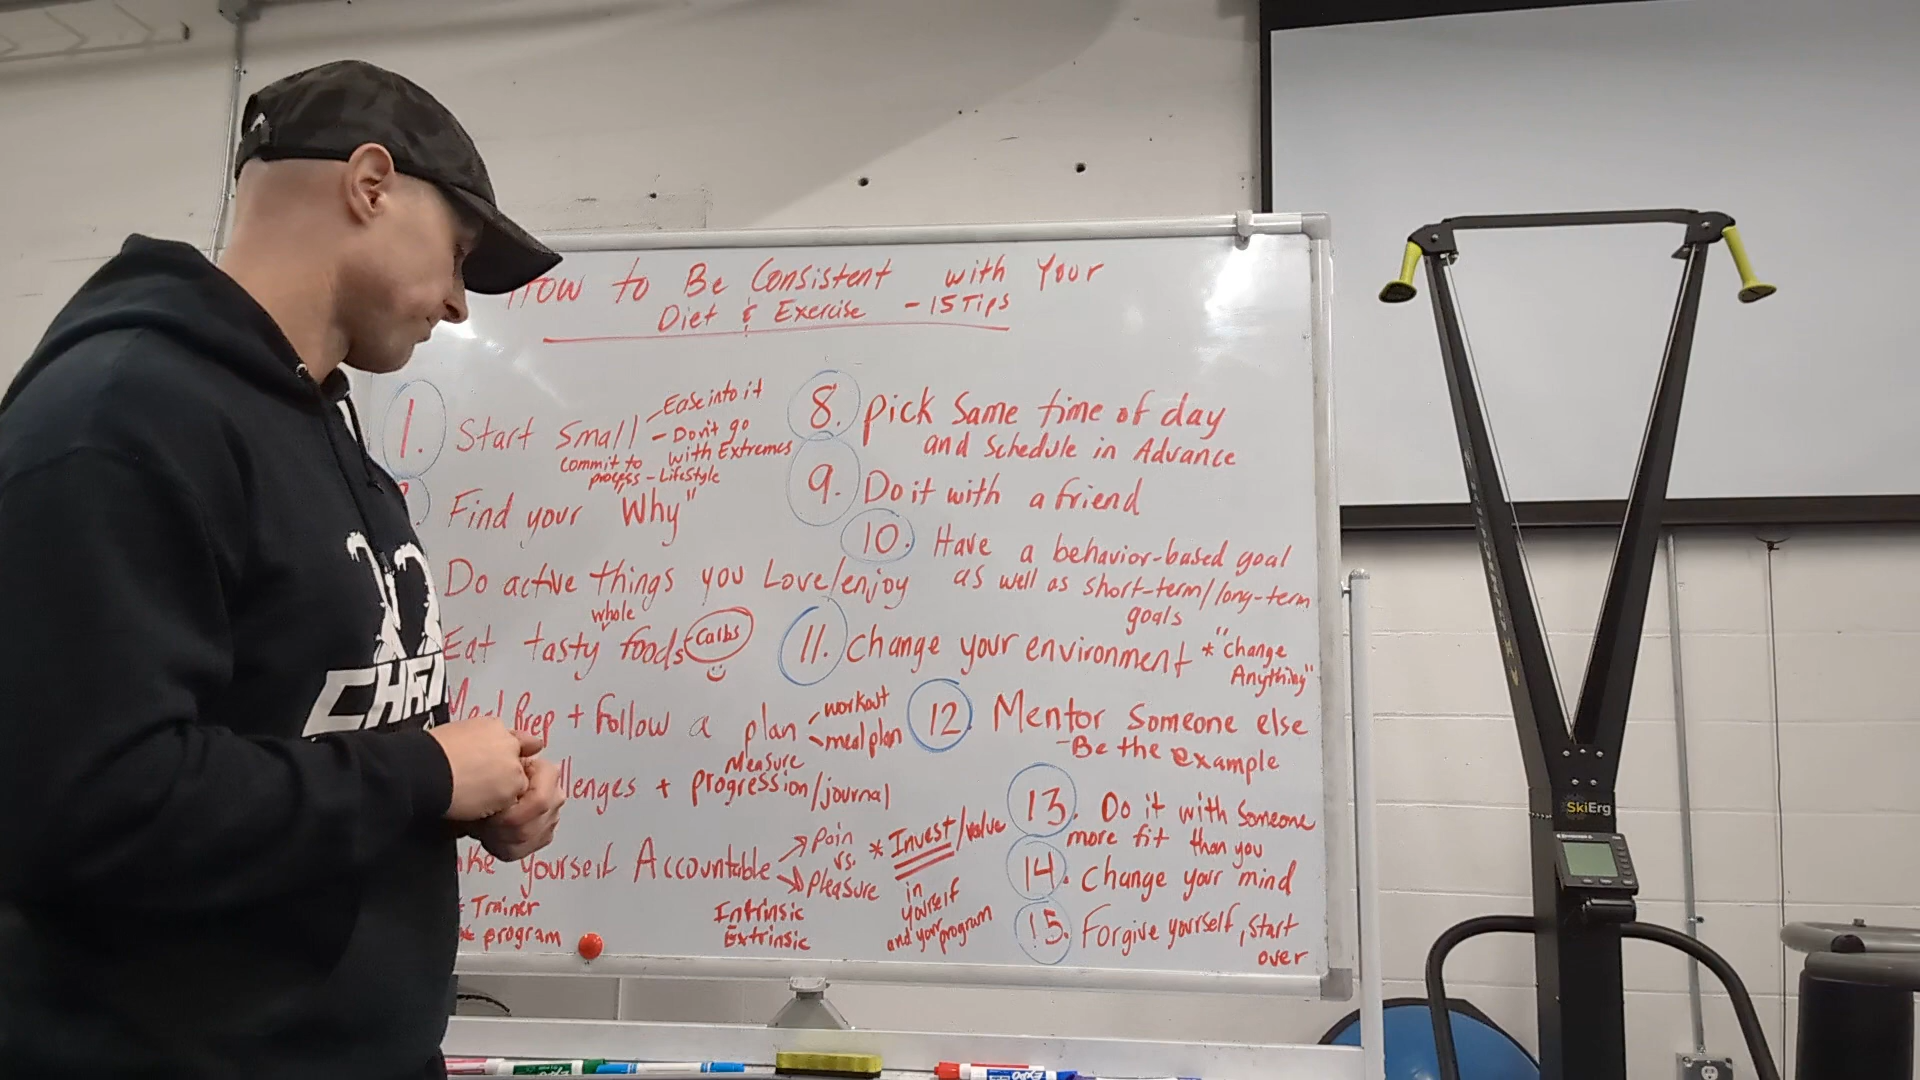 How to Be Consistent with Your
Diet & Exercise - 15 Tips
1. Start Small - Ease into it
- Don't go
with Extremes
commit to
process - LifeStyle
Find your "Why"
Do active things you Love/enjoy
whole
Eat tasty foods Carbs
Meal Prep + follow a plan - workout
- meal plan
Measure
+ progression/journal
yourself Accountable Pain
vs.
Pleasure
* Invest/value
in
yourself
and your program
Trainer
program
Intrinsic
Extrinsic
8. Pick Same time of day
and Schedule in Advance
9. Do it with a friend
10. Have a behavior-based goal
as well as short-term/long-term
goals
11. Change your environment * "change
Anything"
12. Mentor Someone else
- Be the example
13. Do it with Someone
more fit than you
14. Change your mind
15. Forgive yourself, start
over
SkiErg
EXPO
EXPO